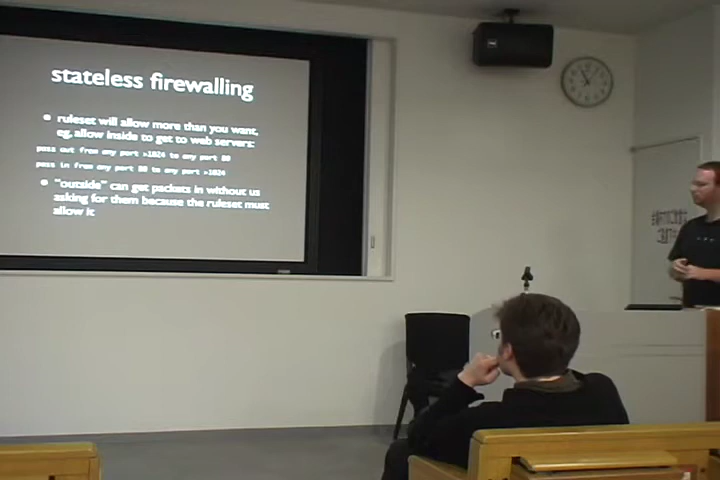 stateless firewalling
ruleset will allow more than you want,
eg, allow inside to get to web servers:
pass out from any port >1024 to any port 80
pass in from any port 80 to any port >1024
"outside" can get packets in without us
asking for them because the ruleset must
allow it